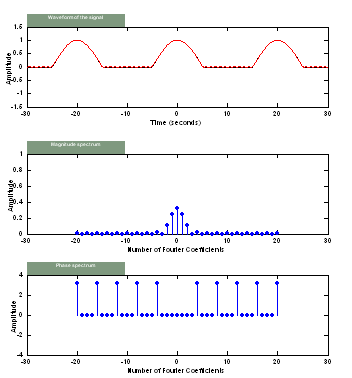 Waveform of the signal
1.5
1
0.5
0
-0.5
-1
-1.5
Amplitude
-30 -20 -10 0 10 20 30
Time (seconds)
Magnitude spectrum
1
0.8
0.6
0.4
0.2
0
Amplitude
-30 -20 -10 0 10 20 30
Number of Fourier Coefficients
Phase spectrum
4
2
0
-2
-4
Amplitude
-30 -20 -10 0 10 20 30
Number of Fourier Coefficients